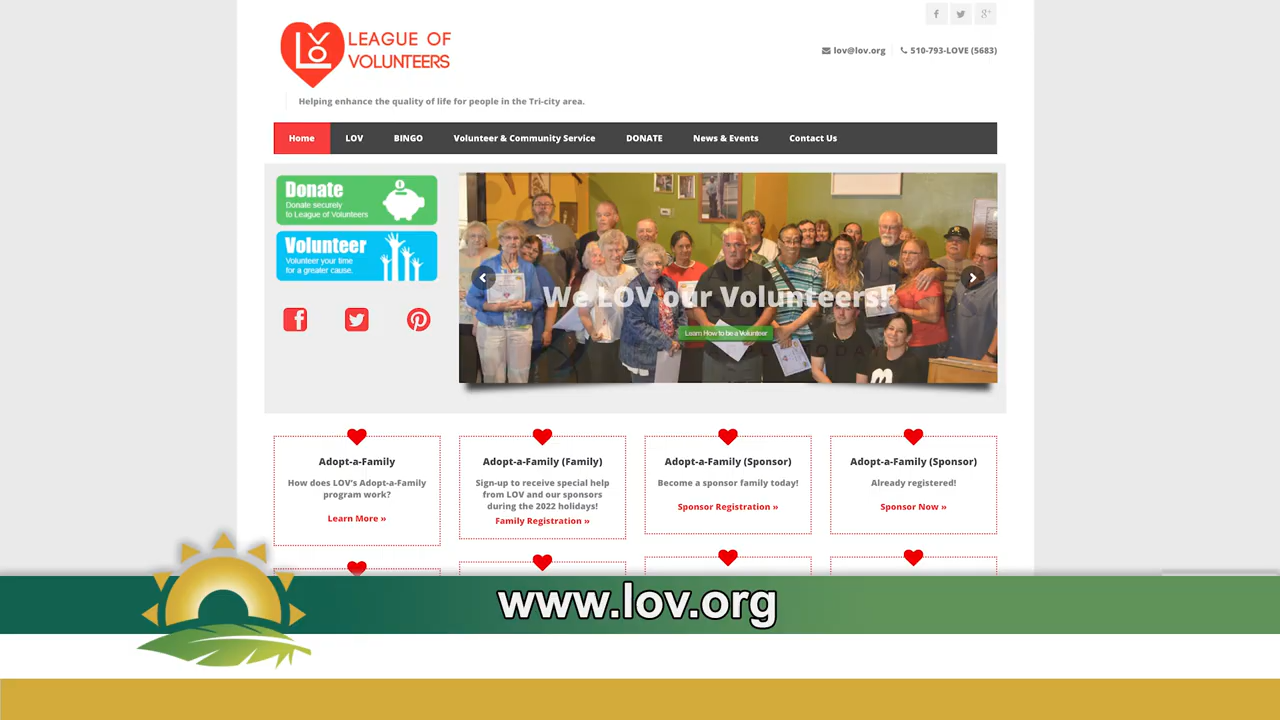 LOV
LEAGUE OF
VOLUNTEERS
lov@lov.org
510-793-LOVE (5683)
Helping enhance the quality of life for people in the Tri-city area.
Home
LOV
BINGO
Volunteer & Community Service
DONATE
News & Events
Contact Us
Donate
Donate securely
to League of Volunteers
Volunteer
Volunteer your time
for a greater cause.
We LOV our Volunteers!
Learn How to be a Volunteer
Adopt-a-Family
How does LOV's Adopt-a-Family
program work?
Learn More »
Adopt-a-Family (Family)
Sign-up to receive special help
from LOV and our sponsors
during the 2022 holidays!
Family Registration »
Adopt-a-Family (Sponsor)
Become a sponsor family today!
Sponsor Registration »
Adopt-a-Family (Sponsor)
Already registered!
Sponsor Now »
www.lov.org